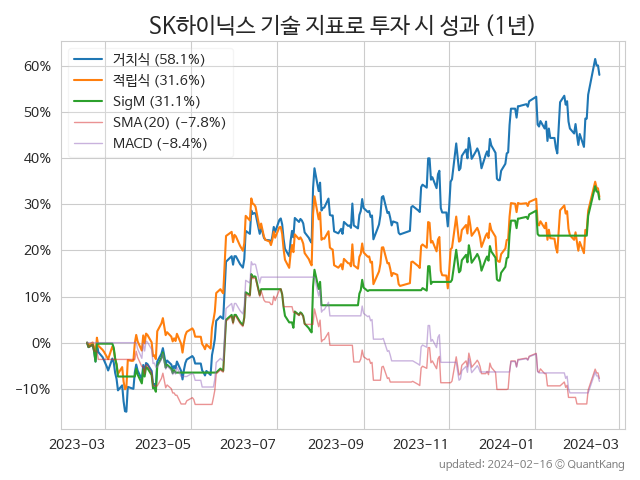 SK하이닉스 기술 지표로 투자 시 성과 (1년)
거치식 (58.1%)
적립식 (31.6%)
SigM (31.1%)
SMA(20) (−7.8%)
MACD (−8.4%)
60%
50%
40%
30%
20%
10%
0%
−10%
2023-03 2023-05 2023-07 2023-09 2023-11 2024-01 2024-03
updated: 2024-02-16 © QuantKang